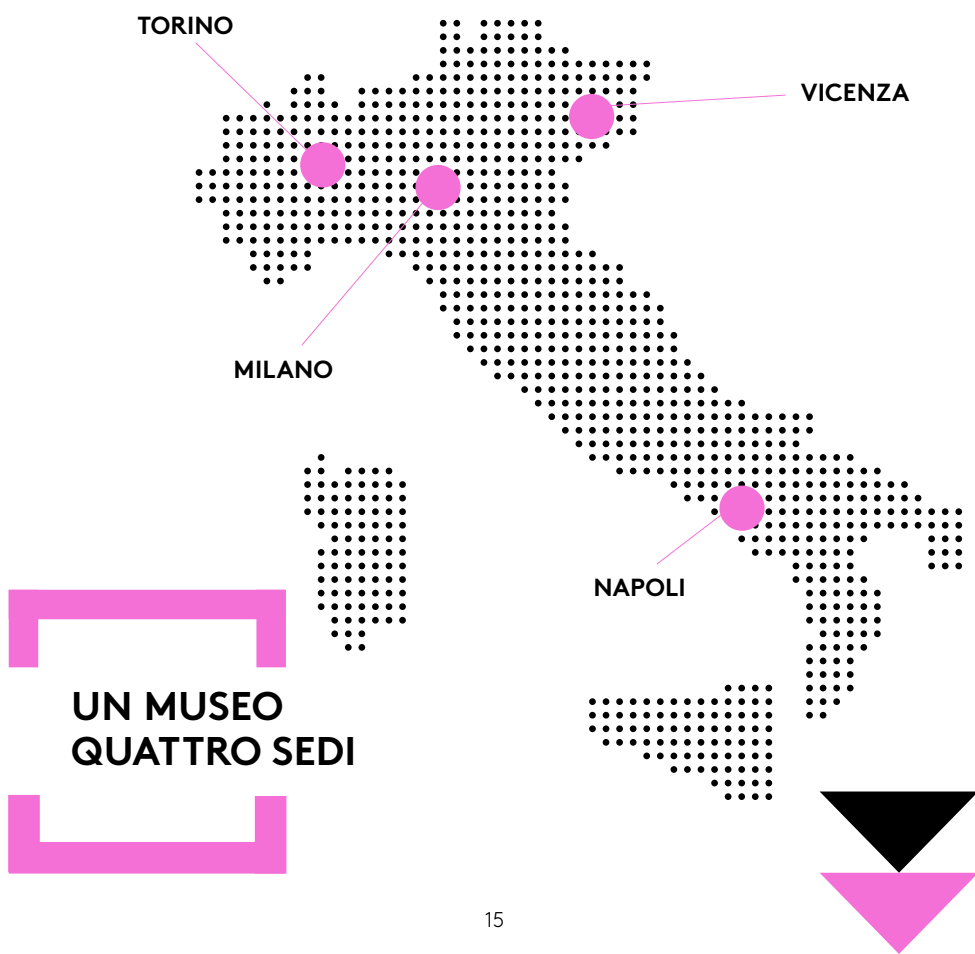 TORINO
VICENZA
MILANO
NAPOLI
UN MUSEO
QUATTRO SEDI
15